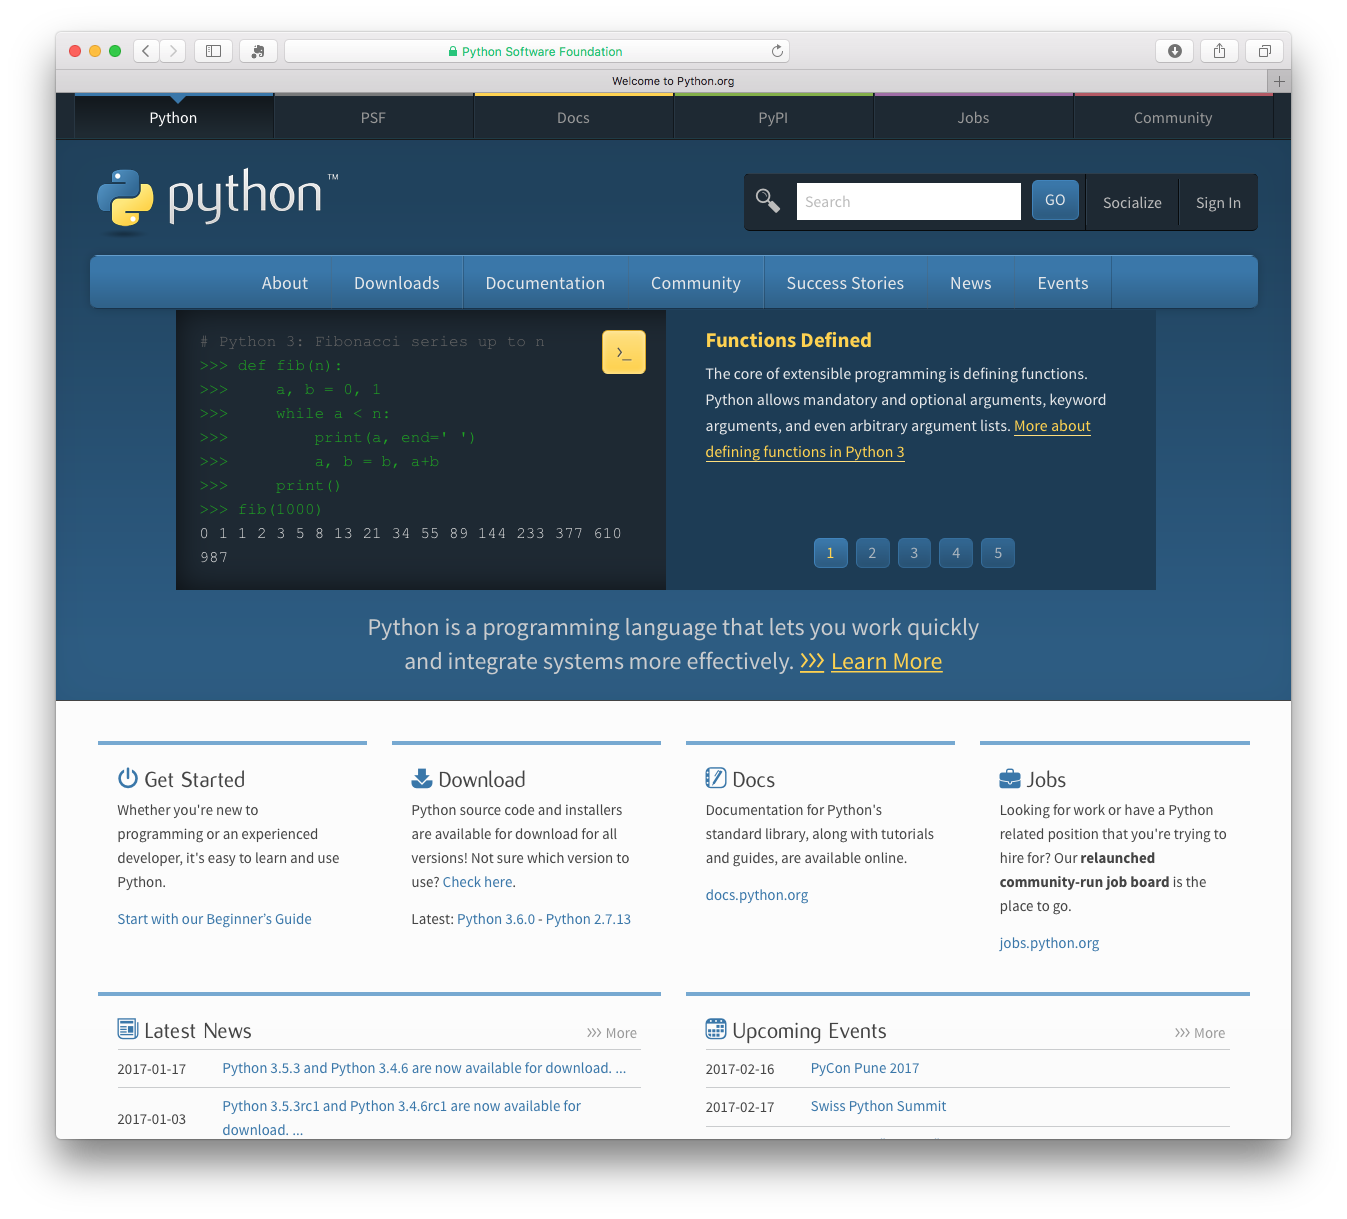 Python Software Foundation
Welcome to Python.org
Python PSF Docs PyPI Jobs Community
python™
Search GO Socialize Sign In
About Downloads Documentation Community Success Stories News Events
# Python 3: Fibonacci series up to n
>>> def fib(n):
>>>     a, b = 0, 1
>>>     while a < n:
>>>         print(a, end=' ')
>>>         a, b = b, a+b
>>>     print()
>>> fib(1000)
0 1 1 2 3 5 8 13 21 34 55 89 144 233 377 610
987
>_
Functions Defined
The core of extensible programming is defining functions.
Python allows mandatory and optional arguments, keyword
arguments, and even arbitrary argument lists. More about
defining functions in Python 3
1 2 3 4 5
Python is a programming language that lets you work quickly
and integrate systems more effectively. >>> Learn More
Get Started
Whether you're new to
programming or an experienced
developer, it's easy to learn and use
Python.
Start with our Beginner's Guide
Download
Python source code and installers
are available for download for all
versions! Not sure which version to
use? Check here.
Latest: Python 3.6.0 - Python 2.7.13
Docs
Documentation for Python's
standard library, along with tutorials
and guides, are available online.
docs.python.org
Jobs
Looking for work or have a Python
related position that you're trying to
hire for? Our relaunched
community-run job board is the
place to go.
jobs.python.org
Latest News
>>> More
2017-01-17 Python 3.5.3 and Python 3.4.6 are now available for download. ...
2017-01-03 Python 3.5.3rc1 and Python 3.4.6rc1 are now available for
download. ...
Upcoming Events
>>> More
2017-02-16 PyCon Pune 2017
2017-02-17 Swiss Python Summit